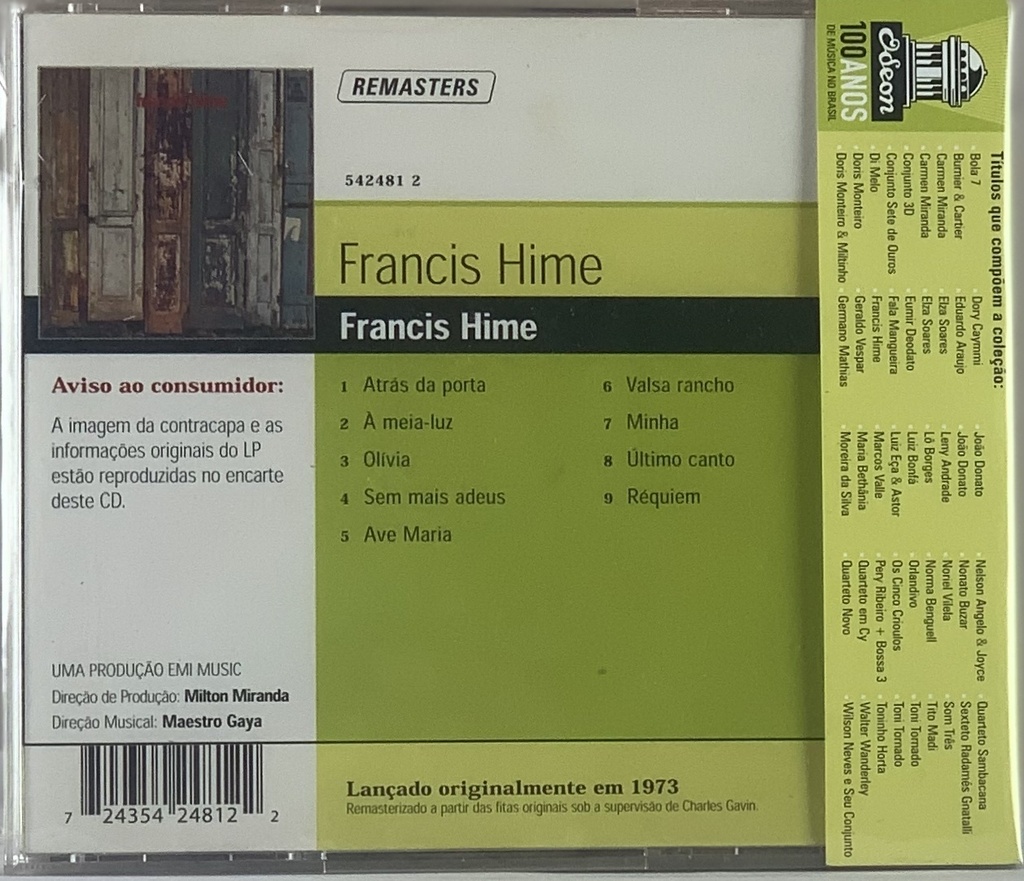 REMASTERS
542481 2
Francis Hime
Francis Hime
Aviso ao consumidor:
A imagem da contracapa e as
informações originais do LP
estão reproduzidas no encarte
deste CD.
1 Atrás da porta
2 À meia-luz
3 Olívia
4 Sem mais adeus
5 Ave Maria
6 Valsa rancho
7 Minha
8 Último canto
9 Réquiem
UMA PRODUÇÃO EMI MUSIC
Direção de Produção: Milton Miranda
Direção Musical: Maestro Gaya
7 24354 24812 2
Lançado originalmente em 1973
Remasterizado a partir das fitas originais sob a supervisão de Charles Gavin.
Odeon
100 ANOS
DE MÚSICA NO BRASIL
Títulos que compõem a coleção:
Bola 7
Burnier & Cartier
Carmen Miranda
Carmen Miranda
Conjunto 3D
Conjunto Sete de Ouros
Di Melo
Doris Monteiro
Doris Monteiro & Miltinho
Dory Caymmi
Eduardo Araujo
Elza Soares
Elza Soares
Eumir Deodato
Fala Mangueira
Francis Hime
Geraldo Vespar
Germano Mathias
João Donato
João Donato
Leny Andrade
Lô Borges
Luiz Bonfá
Luiz Eça & Astor
Marcos Valle
Maria Bethânia
Moreira da Silva
Nelson Angelo & Joyce
Nonato Buzar
Noriel Vilela
Norma Benguell
Orlandivo
Os Cinco Crioulos
Pery Ribeiro + Bossa 3
Quarteto em Cy
Quarteto Novo
Quarteto Sambacana
Sexteto Radamés Gnatalli
Som Três
Tito Madi
Toni Tornado
Toni Tornado
Toninho Horta
Walter Wanderley
Wilson Neves e Seu Conjunto